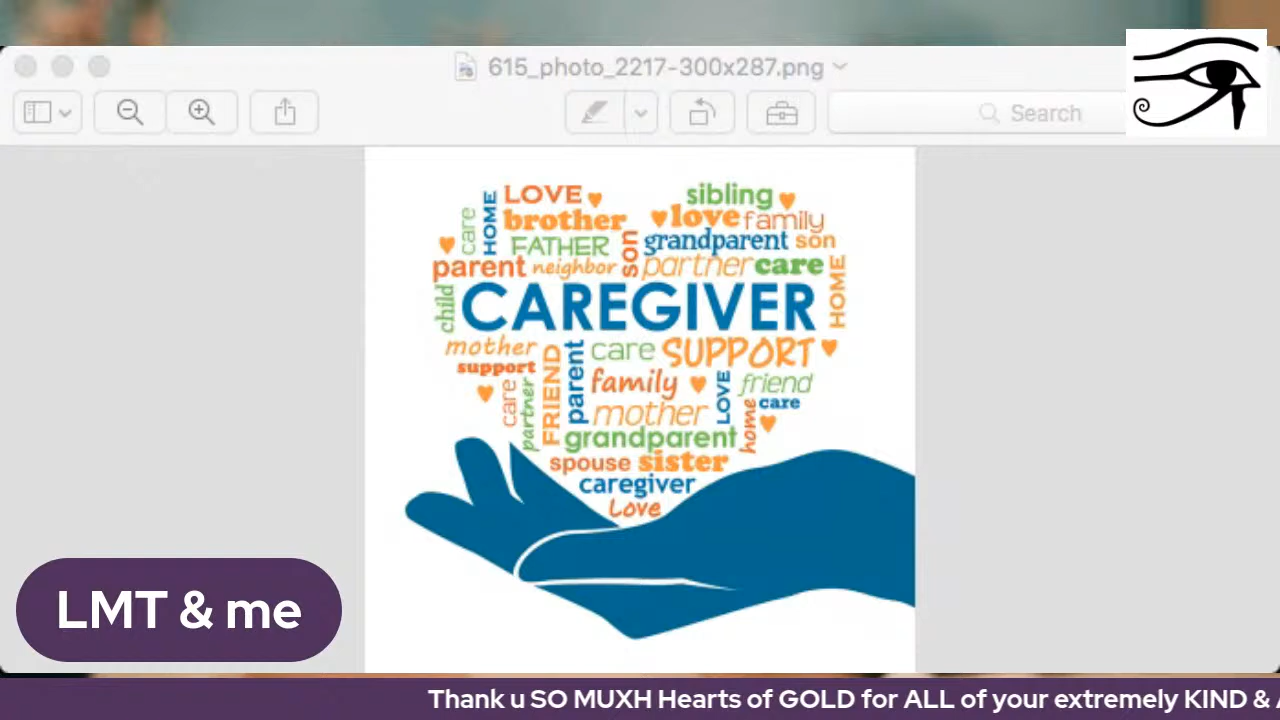 615_photo_2217-300x287.png
Search
LOVE
sibling
care
HOME
brother
love family
FATHER
son
grandparent son
parent neighbor
partner care
HOME
child
CAREGIVER
mother
FRIEND
parent
care SUPPORT
support
care
partner
family
LOVE
friend
mother
home
care
grandparent
spouse sister
caregiver
Love
LMT & me
Thank u SO MUXH Hearts of GOLD for ALL of your extremely KIND &